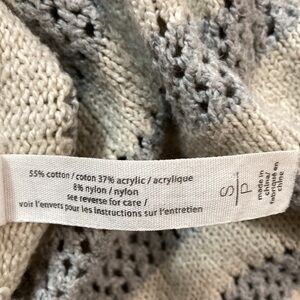 55% cotton / coton 37% acrylic / acrylique
8% nylon / nylon
see reverse for care /
voir l'envers pour les instructions sur l'entretien
S
P
made in
china/
fabriqué en
chine